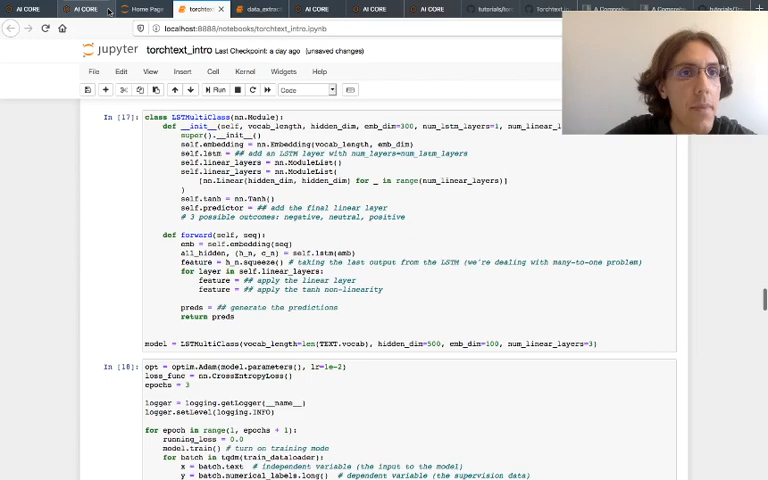 AI CORE
AI CORE
Home Page
torchtext_
data_extract
AI CORE
AI CORE
AI CORE
tutorials/
Torchtext
localhost:8888/notebooks/torchtext_intro.ipynb
jupyter torchtext_intro Last Checkpoint: a day ago (unsaved changes)
File Edit View Insert Cell Kernel Widgets Help
Run
Code
In [17]: class LSTMultiClass(nn.Module):
def __init__(self, vocab_length, hidden_dim, emb_dim=300, num_lstm_layers=1, num_line
super().__init__()
self.embedding = nn.Embedding(vocab_length, emb_dim)
self.lstm = ## add an LSTM layer with num_layers=num_lstm_layers
self.linear_layers = nn.ModuleList()
self.linear_layers = nn.ModuleList(
[nn.Linear(hidden_dim, hidden_dim) for _ in range(num_linear_layers)]
)
self.tanh = nn.Tanh()
self.predictor = ## add the final linear layer
# 3 possible outcomes: negative, neutral, positive
def forward(self, seq):
emb = self.embedding(seq)
all_hidden, (h_n, c_n) = self.lstm(emb)
feature = h_n.squeeze() # taking the last output from the LSTM (we're dealing with many-to-one problem)
for layer in self.linear_layers:
feature = ## apply the linear layer
feature = ## apply the tanh non-linearity
preds = ## generate the predictions
return preds
model = LSTMultiClass(vocab_length=len(TEXT.vocab), hidden_dim=500, emb_dim=100, num_linear_layers=3)
In [18]: opt = optim.Adam(model.parameters(), lr=1e-2)
loss_func = nn.CrossEntropyLoss()
epochs = 3
logger = logging.getLogger(__name__)
logger.setLevel(logging.INFO)
for epoch in range(1, epochs + 1):
running_loss = 0.0
model.train() # turn on training mode
for batch in tqdm(train_dataloader):
x = batch.text # independent variable (the input to the model)
y = batch.numerical_labels.long() # dependent variable (the supervision data)